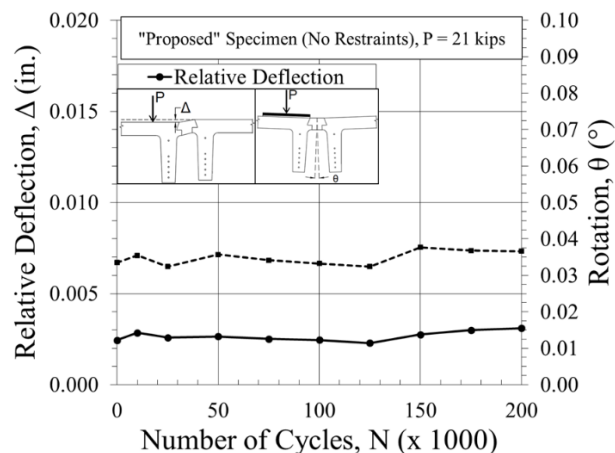 "Proposed" Specimen (No Restraints), P = 21 kips
Relative Deflection
P
Δ
P
θ
Relative Deflection, Δ (in.)
0.020
0.015
0.010
0.005
0.000
Rotation, θ (°)
0.10
0.09
0.08
0.07
0.06
0.05
0.04
0.03
0.02
0.01
0.00
0
50
100
150
200
Number of Cycles, N (x 1000)